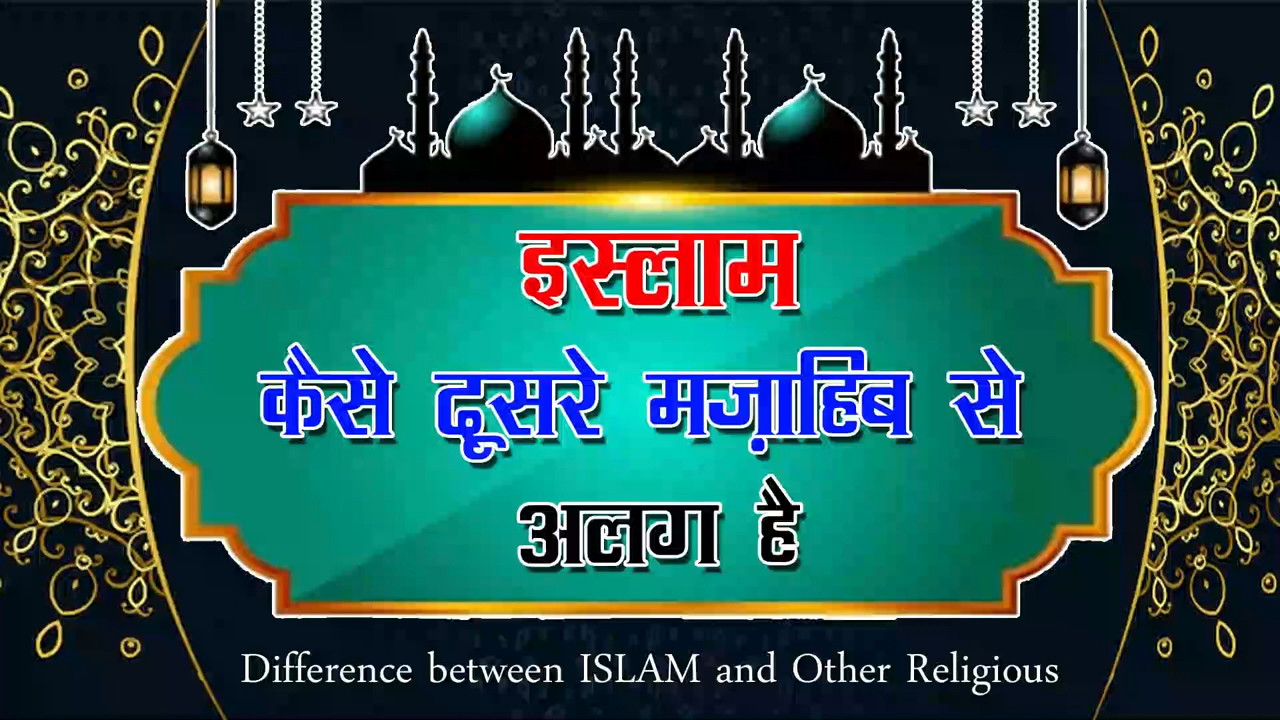 इस्लाम
कैसे दूसरे मज़ाहिब से
अलग है
Difference between ISLAM and Other Religious